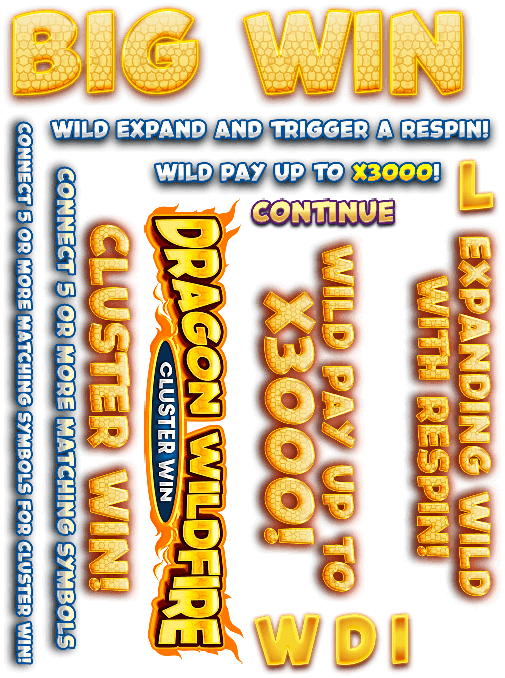 BIG WIN
WILD EXPAND AND TRIGGER A RESPIN!
WILD PAY UP TO X3000!
L
CONTINUE
CONNECT 5 OR MORE MATCHING SYMBOLS FOR CLUSTER WIN!
CONNECT 5 OR MORE MATCHING SYMBOLS
CLUSTER WIN!
DRAGON WILDFIRE
CLUSTER WIN
WILD PAY UP TO
X3000!
EXPANDING WILD
WITH RESPIN!
W D I